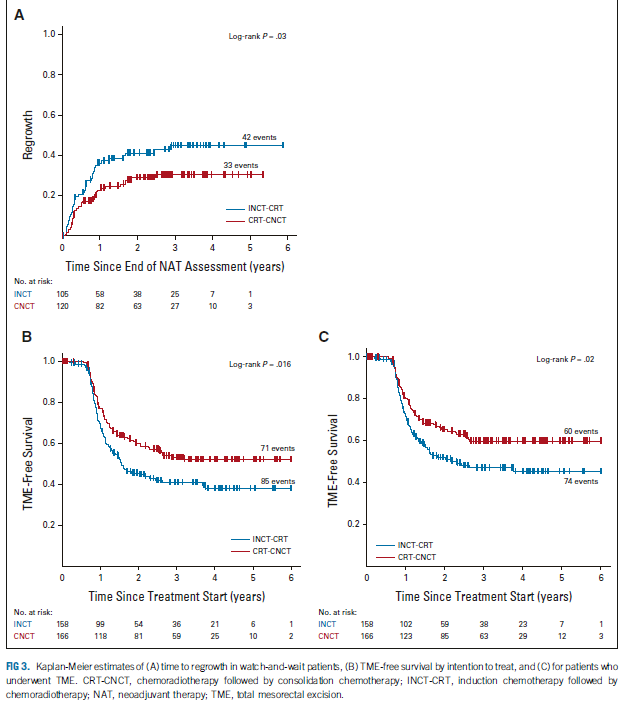 A
Log-rank P = .03
1.0
0.8
0.6
0.4
0.2
Regrowth
42 events
33 events
INCT-CRT
CRT-CNCT
0 1 2 3 4 5 6
Time Since End of NAT Assessment (years)
No. at risk:
INCT 105 58 38 25 7 1
CNCT 120 82 63 27 10 3
B
Log-rank P = .016
1.0
0.8
0.6
0.4
0.2
TME-Free Survival
71 events
85 events
INCT-CRT
CRT-CNCT
0 1 2 3 4 5 6
Time Since Treatment Start (years)
No. at risk:
INCT 158 99 54 36 21 6 1
CNCT 166 118 81 59 25 10 2
C
Log-rank P = .02
1.0
0.8
0.6
0.4
0.2
TME-Free Survival
60 events
74 events
INCT-CRT
CRT-CNCT
0 1 2 3 4 5 6
Time Since Treatment Start (years)
No. at risk:
INCT 158 102 59 38 23 7 1
CNCT 166 123 85 63 29 12 3
FIG 3. Kaplan-Meier estimates of (A) time to regrowth in watch-and-wait patients, (B) TME-free survival by intention to treat, and (C) for patients who
underwent TME. CRT-CNCT, chemoradiotherapy followed by consolidation chemotherapy; INCT-CRT, induction chemotherapy followed by
chemoradiotherapy; NAT, neoadjuvant therapy; TME, total mesorectal excision.